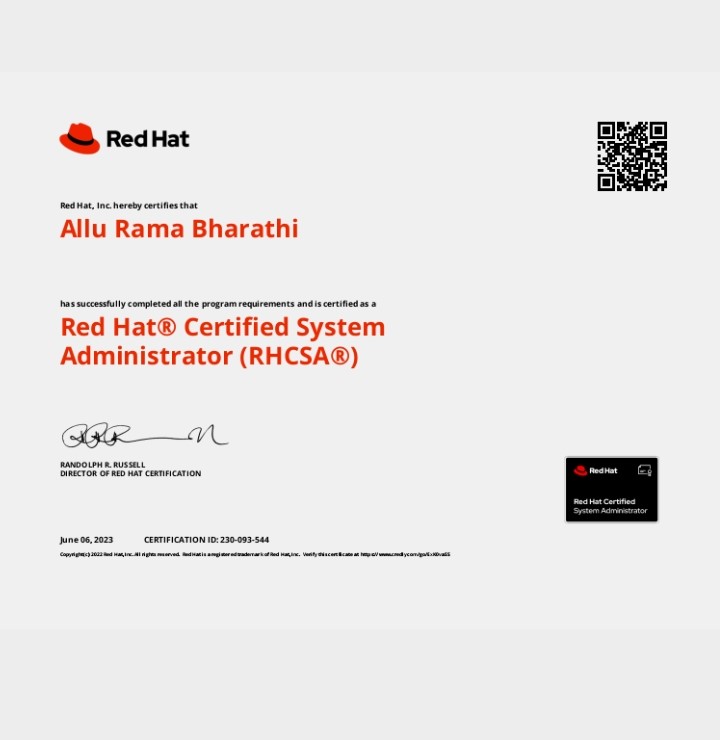 Red Hat
Red Hat, Inc. hereby certifies that
Allu Rama Bharathi
has successfully completed all the program requirements and is certified as a
Red Hat® Certified System
Administrator (RHCSA®)
RANDOLPH R. RUSSELL
DIRECTOR OF RED HAT CERTIFICATION
Red Hat
Red Hat Certified
System Administrator
June 06, 2023 CERTIFICATION ID: 230-093-544
Copyright(c) 2022 Red Hat, Inc. All rights reserved. Red Hat is a registered trademark of Red Hat, Inc. Verify this certificate at https://www.credly.com/go/